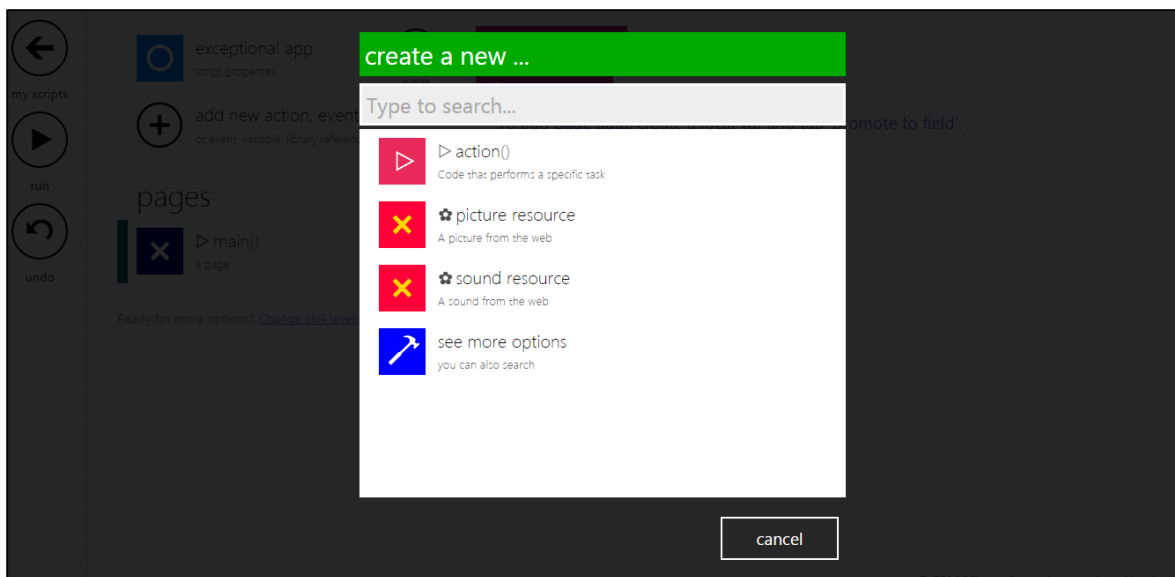 my scripts
run
undo
exceptional app
script properties
add new action, event
or event, variable, library referenc
pages
▷ main()
a page
Ready for more options? Change skill level
omote to field'.
create a new ...
Type to search...
▷ action()
Code that performs a specific task
✿ picture resource
A picture from the web
✿ sound resource
A sound from the web
see more options
you can also search
cancel